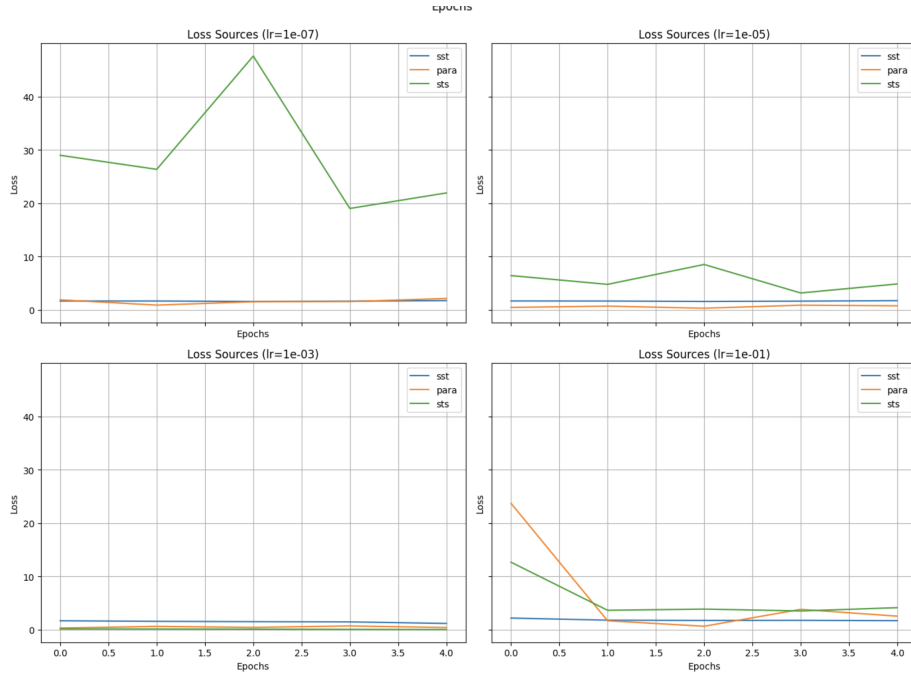 Epochs
Loss Sources (lr=1e-07)
sst
para
sts
Loss
40
30
20
10
0
Epochs
Loss Sources (lr=1e-05)
sst
para
sts
Loss
Epochs
Loss Sources (lr=1e-03)
sst
para
sts
Loss
40
30
20
10
0
0.0 0.5 1.0 1.5 2.0 2.5 3.0 3.5 4.0
Epochs
Loss Sources (lr=1e-01)
sst
para
sts
Loss
0.0 0.5 1.0 1.5 2.0 2.5 3.0 3.5 4.0
Epochs